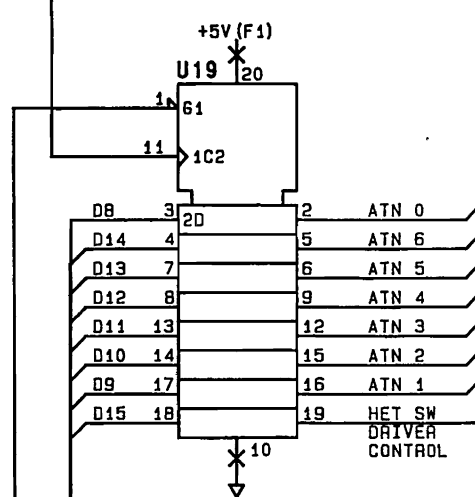 +5V(F1)
U19 20
1 G1
11 1C2
D8 3 2D 2 ATN 0
D14 4 5 ATN 6
D13 7 6 ATN 5
D12 8 9 ATN 4
D11 13 12 ATN 3
D10 14 15 ATN 2
D9 17 16 ATN 1
D15 18 19 HET SW
DRIVER
10 CONTROL